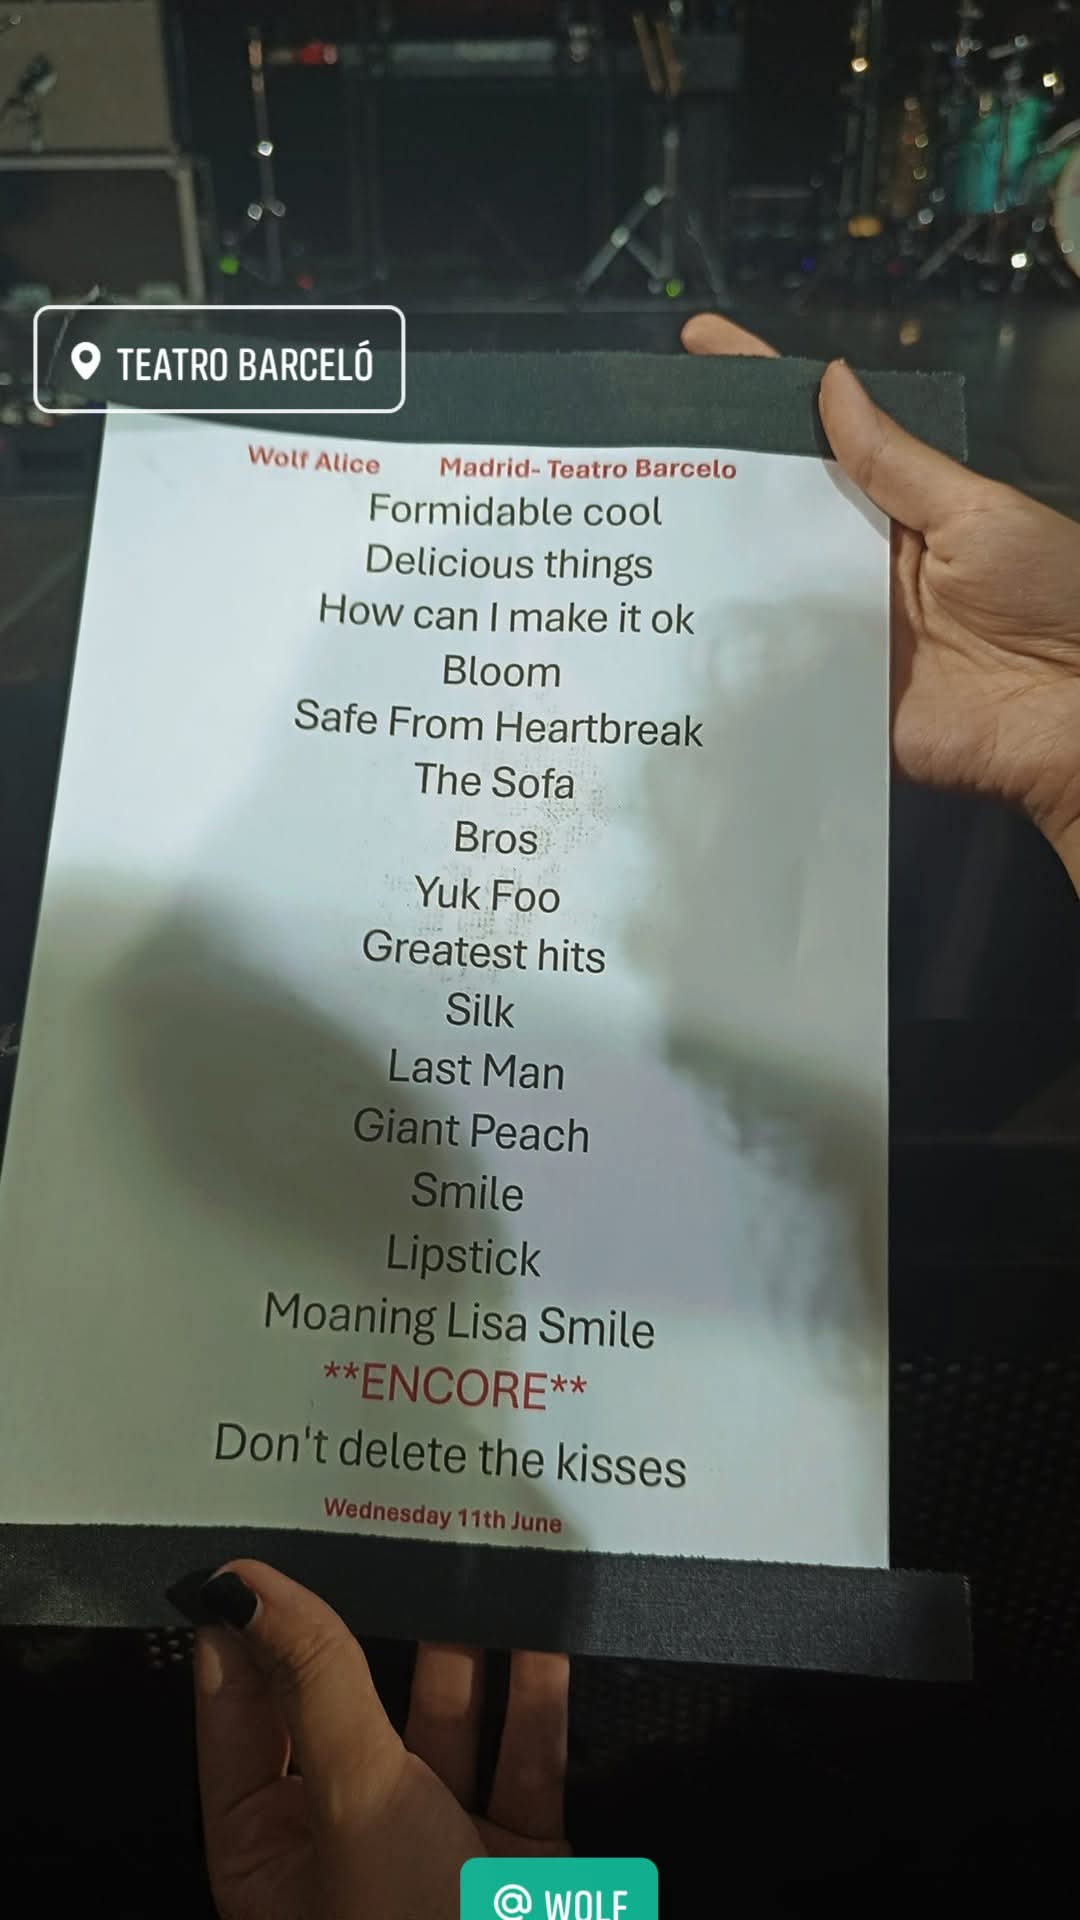 TEATRO BARCELÓ
Wolf Alice Madrid- Teatro Barcelo
Formidable cool
Delicious things
How can I make it ok
Bloom
Safe From Heartbreak
The Sofa
Bros
Yuk Foo
Greatest hits
Silk
Last Man
Giant Peach
Smile
Lipstick
Moaning Lisa Smile
**ENCORE**
Don't delete the kisses
Wednesday 11th June
@ WOLF